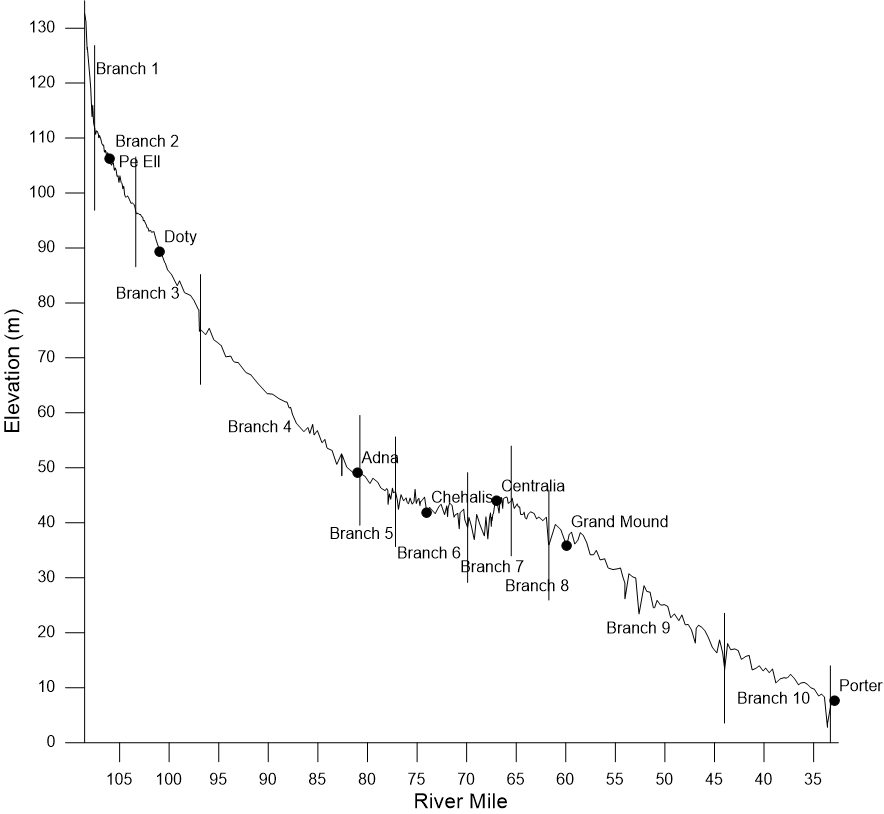 130
Branch 1
120
Branch 2
110
Pe Ell
100
Doty
90
Branch 3
80
70
60
Branch 4
Adna
50
Centralia
Chehalis
Grand Mound
40
Branch 5
Branch 6
Branch 7
30
Branch 8
20
Branch 9
Porter
10
Branch 10
0
Elevation (m)
105 100 95 90 85 80 75 70 65 60 55 50 45 40 35
River Mile